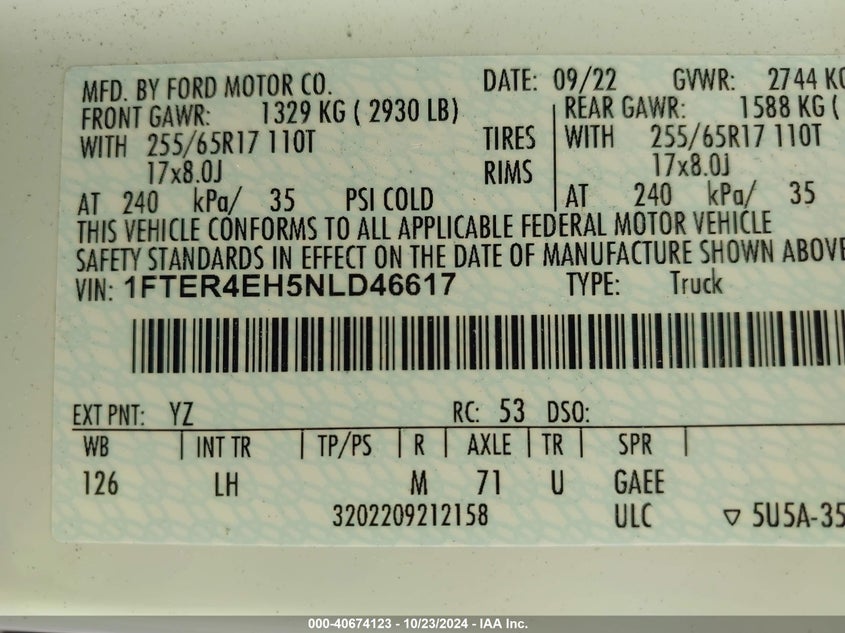 MFD. BY FORD MOTOR CO. DATE: 09/22 GVWR: 2744 KG
FRONT GAWR: 1329 KG ( 2930 LB) REAR GAWR: 1588 KG (
WITH 255/65R17 110T TIRES WITH 255/65R17 110T
17x8.0J RIMS 17x8.0J
AT 240 kPa/ 35 PSI COLD AT 240 kPa/ 35
THIS VEHICLE CONFORMS TO ALL APPLICABLE FEDERAL MOTOR VEHICLE
SAFETY STANDARDS IN EFFECT ON THE DATE OF MANUFACTURE SHOWN ABOVE
VIN: 1FTER4EH5NLD46617 TYPE: Truck
EXT PNT: YZ RC: 53 DSO:
WB | INT TR | TP/PS | R | AXLE | TR | SPR |
126 LH M 71 U GAEE
3202209212158 ULC ▽ 5U5A-35
000-40674123 - 10/23/2024 - IAA Inc.